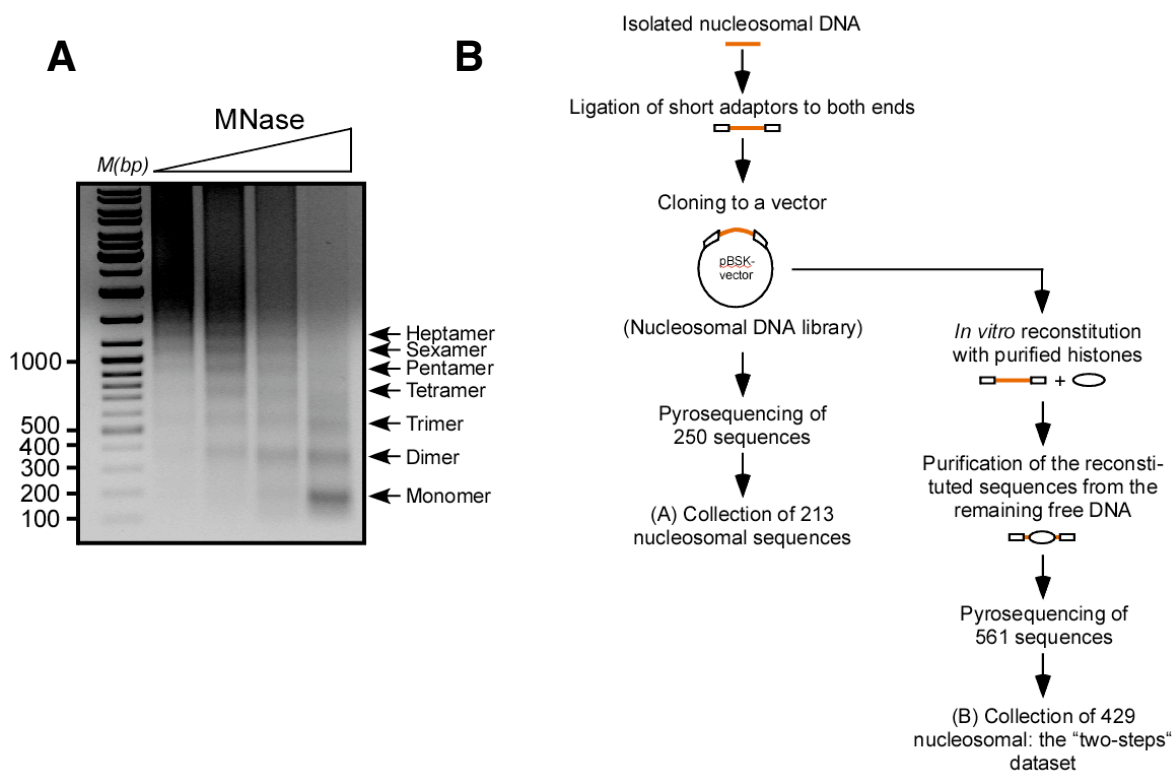 A
MNase
M(bp)
1000
500
400
300
200
100
Heptamer
Sexamer
Pentamer
Tetramer
Trimer
Dimer
Monomer
B
Isolated nucleosomal DNA
Ligation of short adaptors to both ends
Cloning to a vector
pBSK-
vector
(Nucleosomal DNA library)
Pyrosequencing of
250 sequences
(A) Collection of 213
nucleosomal sequences
In vitro reconstitution
with purified histones
+
Purification of the reconsti-
tuted sequences from the
remaining free DNA
Pyrosequencing of
561 sequences
(B) Collection of 429
nucleosomal: the “two-steps“
dataset